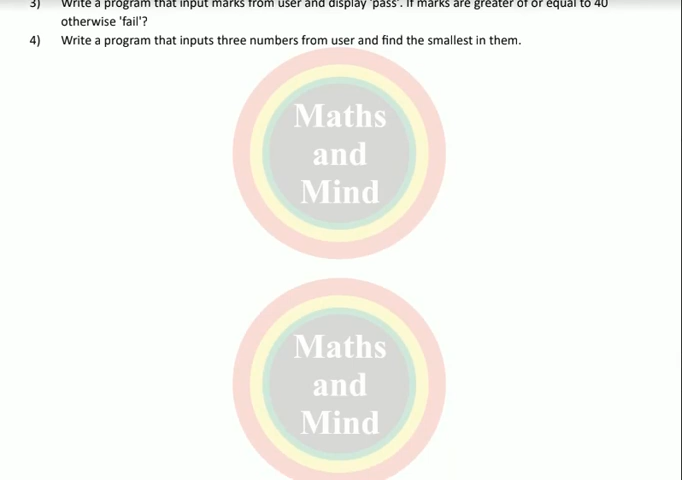 3) Write a program that input marks from user and display 'pass'. If marks are greater of or equal to 40
otherwise 'fail'?
4) Write a program that inputs three numbers from user and find the smallest in them.
Maths
and
Mind
Maths
and
Mind